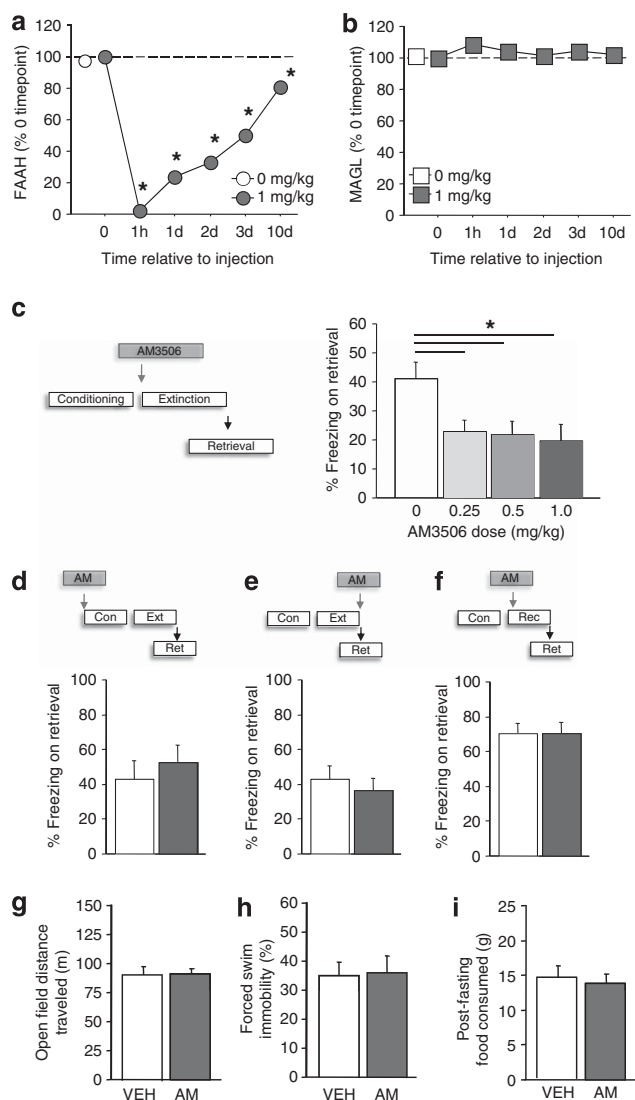 a
FAAH (% 0 timepoint)
120
100
80
60
40
20
0
* * * * *
0 mg/kg
1 mg/kg
0 1h 1d 2d 3d 10d
Time relative to injection
b
MAGL (% 0 timepoint)
120
100
80
60
40
20
0
0 mg/kg
1 mg/kg
0 1h 1d 2d 3d 10d
Time relative to injection
c
AM3506
Conditioning Extinction
Retrieval
% Freezing on retrieval
60
50
40
30
20
10
0
*
0 0.25 0.5 1.0
AM3506 dose (mg/kg)
d
AM
Con Ext
Ret
% Freezing on retrieval
100
80
60
40
20
0
e
AM
Con Ext
Ret
% Freezing on retrieval
100
80
60
40
20
0
f
AM
Con Rec
Ret
% Freezing on retrieval
100
80
60
40
20
0
g
Open field distance
traveled (m)
150
125
100
75
50
25
0
VEH AM
h
Forced swim
immobility (%)
60
50
40
30
20
10
0
VEH AM
i
Post-fasting
food consumed (g)
25
20
15
10
5
0
VEH AM